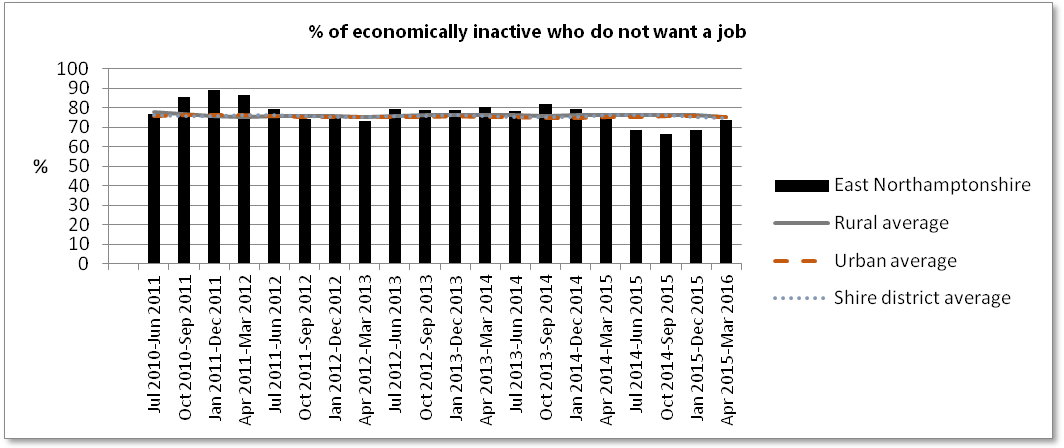 % of economically inactive who do not want a job
100
90
80
70
60
50
40
30
20
10
0
%
Jul 2010-Jun 2011
Oct 2010-Sep 2011
Jan 2011-Dec 2011
Apr 2011-Mar 2012
Jul 2011-Jun 2012
Oct 2011-Sep 2012
Jan 2012-Dec 2012
Apr 2012-Mar 2013
Jul 2012-Jun 2013
Oct 2012-Sep 2013
Jan 2013-Dec 2013
Apr 2013-Mar 2014
Jul 2013-Jun 2014
Oct 2013-Sep 2014
Jan 2014-Dec 2014
Apr 2014-Mar 2015
Jul 2014-Jun 2015
Oct 2014-Sep 2015
Jan 2015-Dec 2015
Apr 2015-Mar 2016
East Northamptonshire
Rural average
Urban average
Shire district average